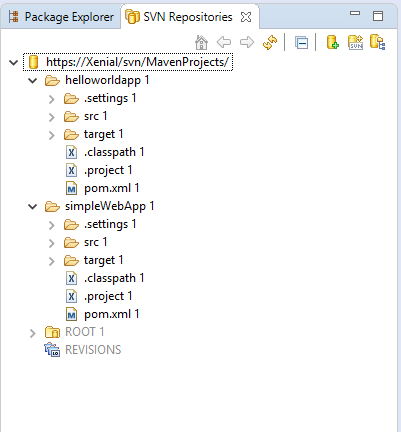 Package Explorer SVN Repositories
https://Xenial/svn/MavenProjects/
helloworldapp 1
.settings 1
src 1
target 1
.classpath 1
.project 1
pom.xml 1
simpleWebApp 1
.settings 1
src 1
target 1
.classpath 1
.project 1
pom.xml 1
ROOT 1
REVISIONS